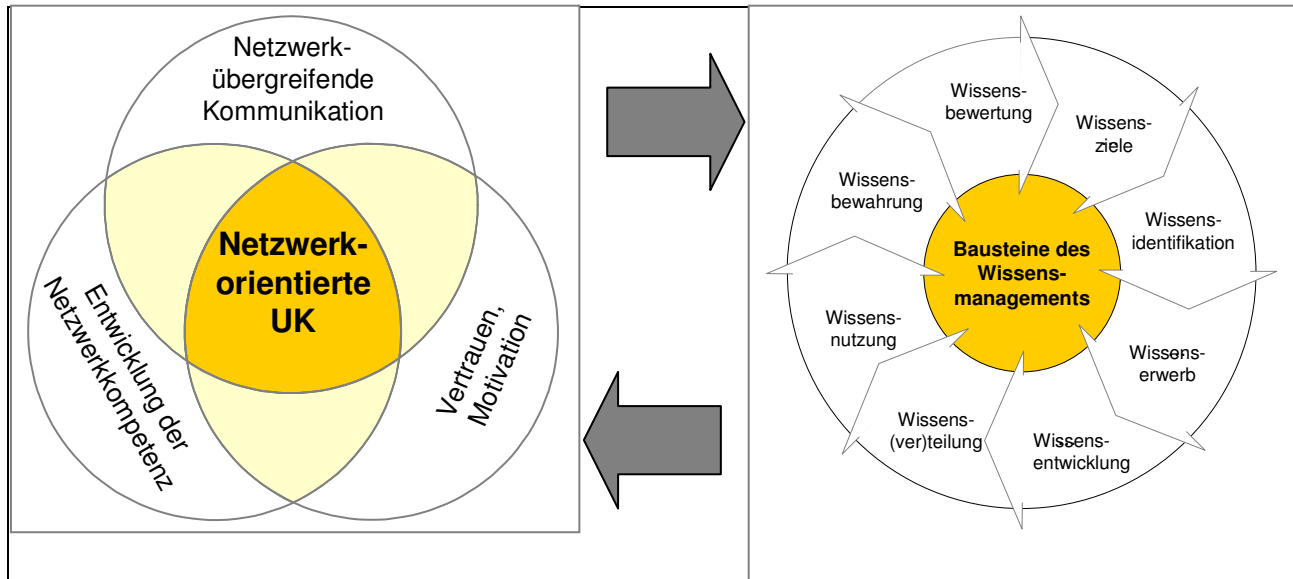 Netzwerk-
übergreifende
Kommunikation
Netzwerk-
orientierte
UK
Entwicklung der
Netzwerkkompetenz
Vertrauen,
Motivation
Wissens-
bewertung
Wissens-
ziele
Wissens-
identifikation
Wissens-
erwerb
Wissens-
entwicklung
Wissens-
(ver)teilung
Wissens-
nutzung
Wissens-
bewahrung
Bausteine des
Wissens-
managements